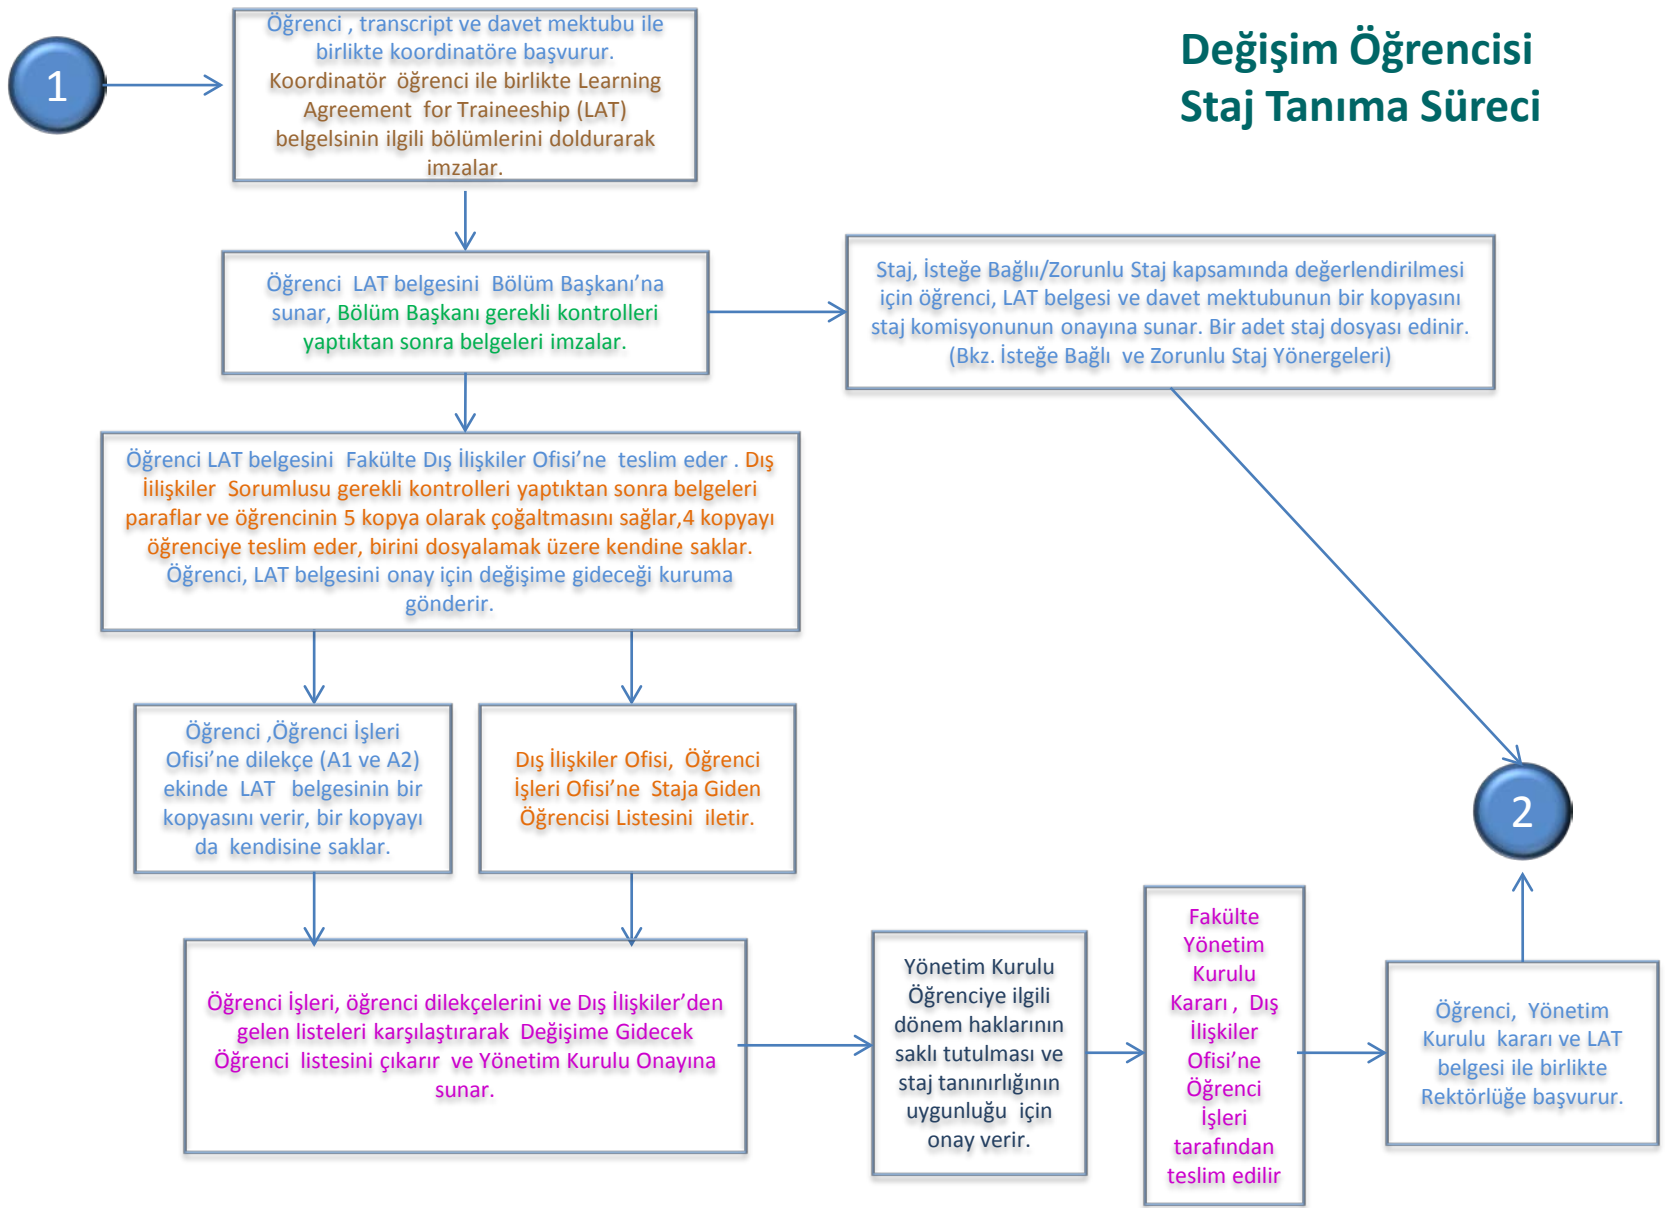 Değişim Öğrencisi
Staj Tanıma Süreci
1
Öğrenci , transcript ve davet mektubu ile
birlikte koordinatöre başvurur.
Koordinatör öğrenci ile birlikte Learning
Agreement for Traineeship (LAT)
belgelsinin ilgili bölümlerini doldurarak
imzalar.
Öğrenci LAT belgesini Bölüm Başkanı’na
sunar, Bölüm Başkanı gerekli kontrolleri
yaptıktan sonra belgeleri imzalar.
Staj, İsteğe Bağlıı/Zorunlu Staj kapsamında değerlendirilmesi
için öğrenci, LAT belgesi ve davet mektubunun bir kopyasını
staj komisyonunun onayına sunar. Bir adet staj dosyası edinir.
(Bkz. İsteğe Bağlı ve Zorunlu Staj Yönergeleri)
Öğrenci LAT belgesini Fakülte Dış İlişkiler Ofisi’ne teslim eder . Dış
İilişkiler Sorumlusu gerekli kontrolleri yaptıktan sonra belgeleri
paraflar ve öğrencinin 5 kopya olarak çoğaltmasını sağlar,4 kopyayı
öğrenciye teslim eder, birini dosyalamak üzere kendine saklar.
Öğrenci, LAT belgesini onay için değişime gideceği kuruma
gönderir.
Öğrenci ,Öğrenci İşleri
Ofisi’ne dilekçe (A1 ve A2)
ekinde LAT belgesinin bir
kopyasını verir, bir kopyayı
da kendisine saklar.
Dış İlişkiler Ofisi, Öğrenci
İşleri Ofisi’ne Staja Giden
Öğrencisi Listesini iletir.
2
Öğrenci İşleri, öğrenci dilekçelerini ve Dış İlişkiler’den
gelen listeleri karşılaştırarak Değişime Gidecek
Öğrenci listesini çıkarır ve Yönetim Kurulu Onayına
sunar.
Yönetim Kurulu
Öğrenciye ilgili
dönem haklarının
saklı tutulması ve
staj tanınırlığının
uygunluğu için
onay verir.
Fakülte
Yönetim
Kurulu
Kararı , Dış
İlişkiler
Ofisi’ne
Öğrenci
İşleri
tarafından
teslim edilir
Öğrenci, Yönetim
Kurulu kararı ve LAT
belgesi ile birlikte
Rektörlüğe başvurur.